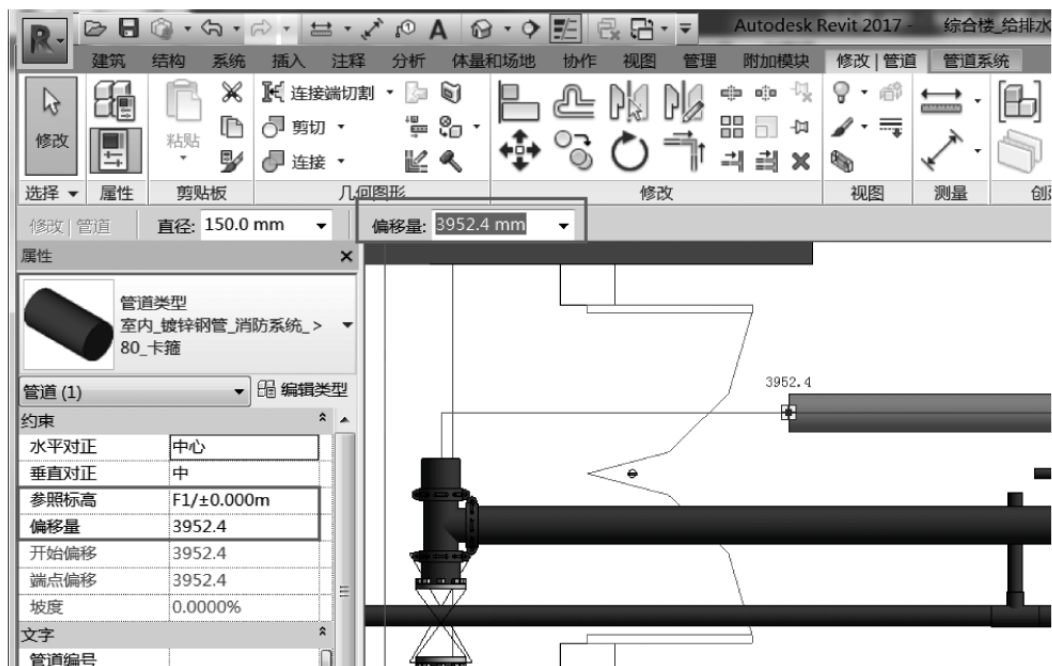 Autodesk Revit 2017 - 综合楼_给排水
建筑 结构 系统 插入 注释 分析 体量和场地 协作 视图 管理 附加模块 修改 | 管道 管道系统
修改 粘贴 连接端切割
剪切
连接
选择 属性 剪贴板 几何图形 修改 视图 测量
修改 | 管道 直径: 150.0 mm 偏移量: 3952.4 mm
属性
管道类型
室内_镀锌钢管_消防系统_>
80_卡箍
管道 (1) 编辑类型
约束
水平对正 中心
垂直对正 中
参照标高 F1/±0.000m
偏移量 3952.4
开始偏移 3952.4
端点偏移 3952.4
坡度 0.0000%
文字
管道编号
3952.4